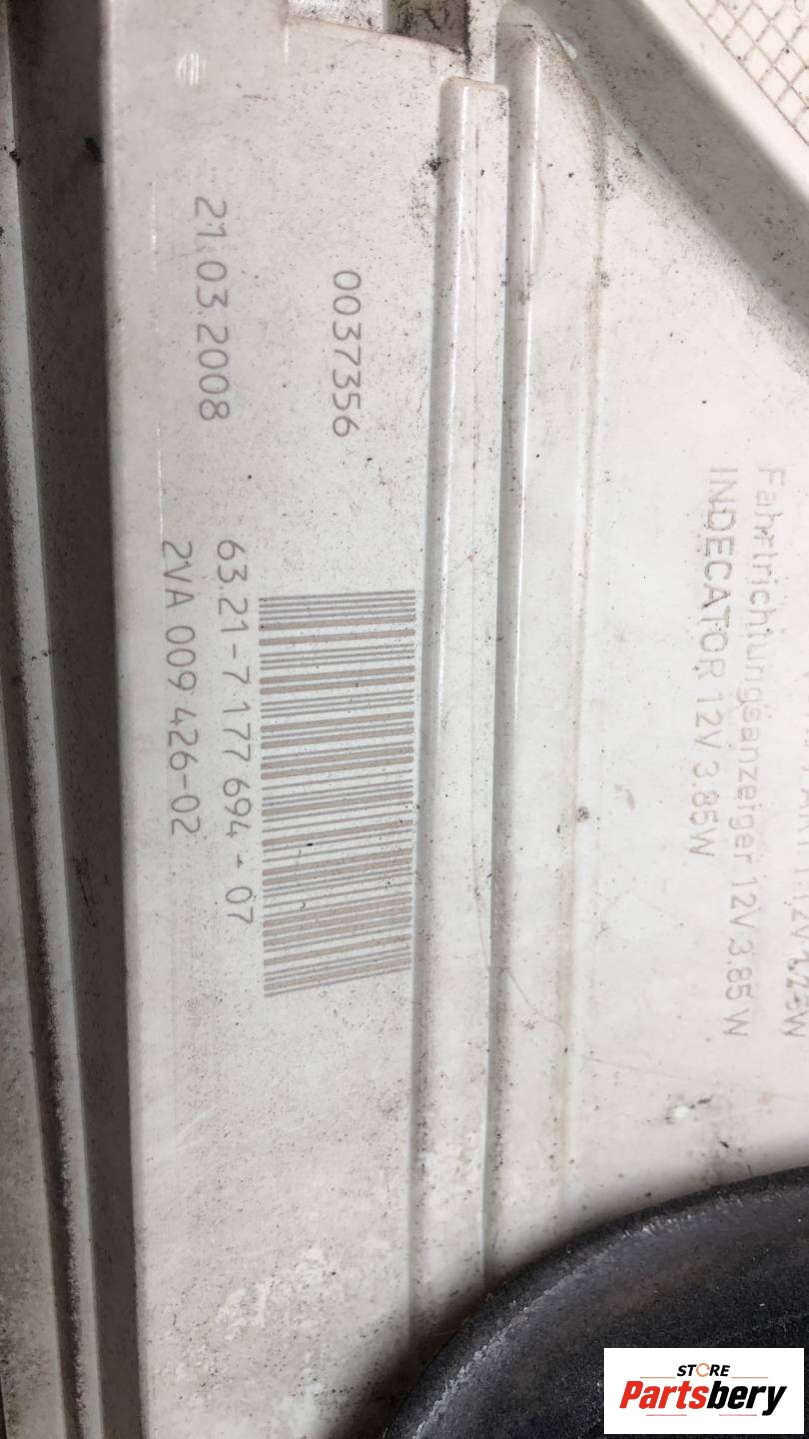 0037356
21.03.2008
63.21-7 177 694 - 07
2VA 009 426-02
Fahrtrichtungsanzeiger 12V 3.85W
INDECATOR 12V 3.85W
STORE
Partsbery